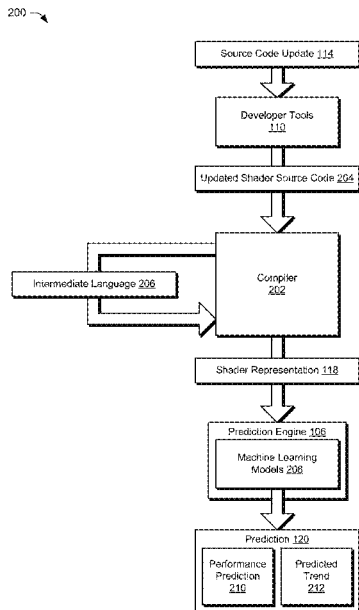 200
Source Code Update 114
Developer Tools
110
Updated Shader Source Code 204
Compiler
202
Intermediate Language 206
Shader Representation 118
Prediction Engine 106
Machine Learning
Models 208
Prediction 120
Performance
Prediction
210
Predicted
Trend
212